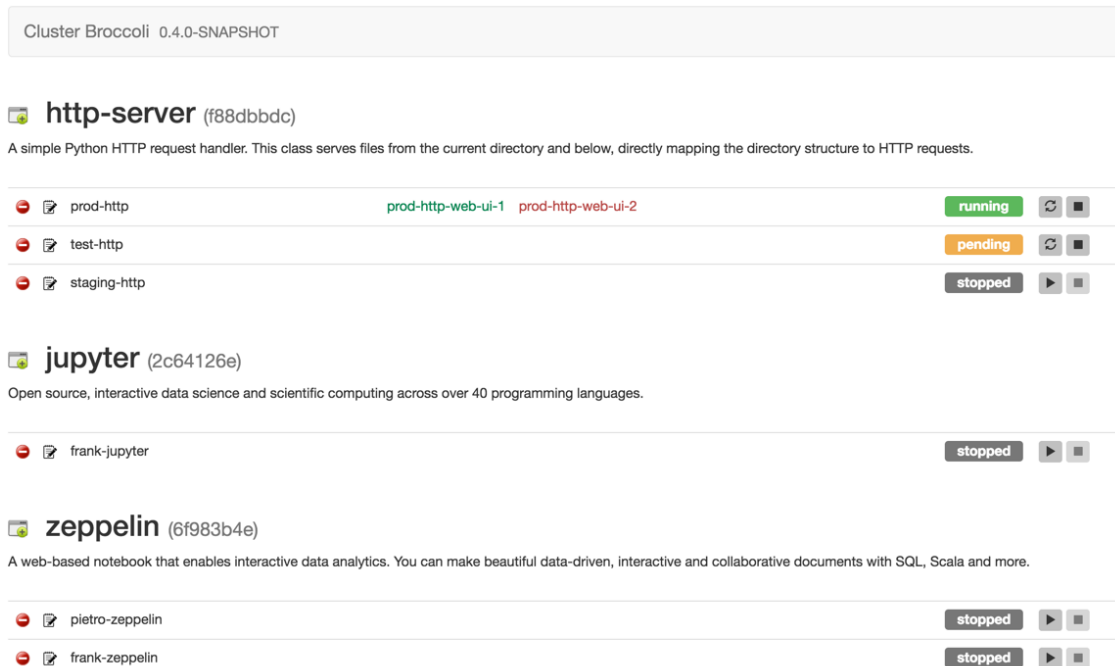 Cluster Broccoli 0.4.0-SNAPSHOT
http-server (f88dbbdc)
A simple Python HTTP request handler. This class serves files from the current directory and below, directly mapping the directory structure to HTTP requests.
prod-http prod-http-web-ui-1 prod-http-web-ui-2 running
test-http pending
staging-http stopped
jupyter (2c64126e)
Open source, interactive data science and scientific computing across over 40 programming languages.
frank-jupyter stopped
zeppelin (6f983b4e)
A web-based notebook that enables interactive data analytics. You can make beautiful data-driven, interactive and collaborative documents with SQL, Scala and more.
pietro-zeppelin stopped
frank-zeppelin stopped